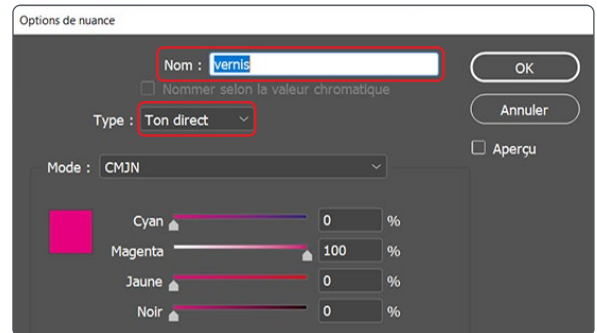 Options de nuance
Nom : vernis
OK
Nommer selon la valeur chromatique
Type : Ton direct
Annuler
Aperçu
Mode : CMJN
Cyan 0 %
Magenta 100 %
Jaune 0 %
Noir 0 %